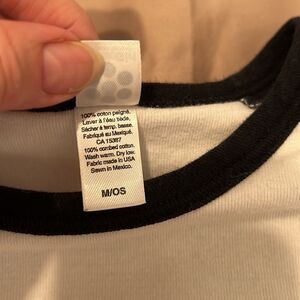 100% coton peigné.
Laver à l'eau tiède.
Sécher à temp. basse.
Fabriqué au Mexique.
CA 15387
100% combed cotton.
Wash warm. Dry low.
Fabric made in USA
Sewn in Mexico.
M/OS